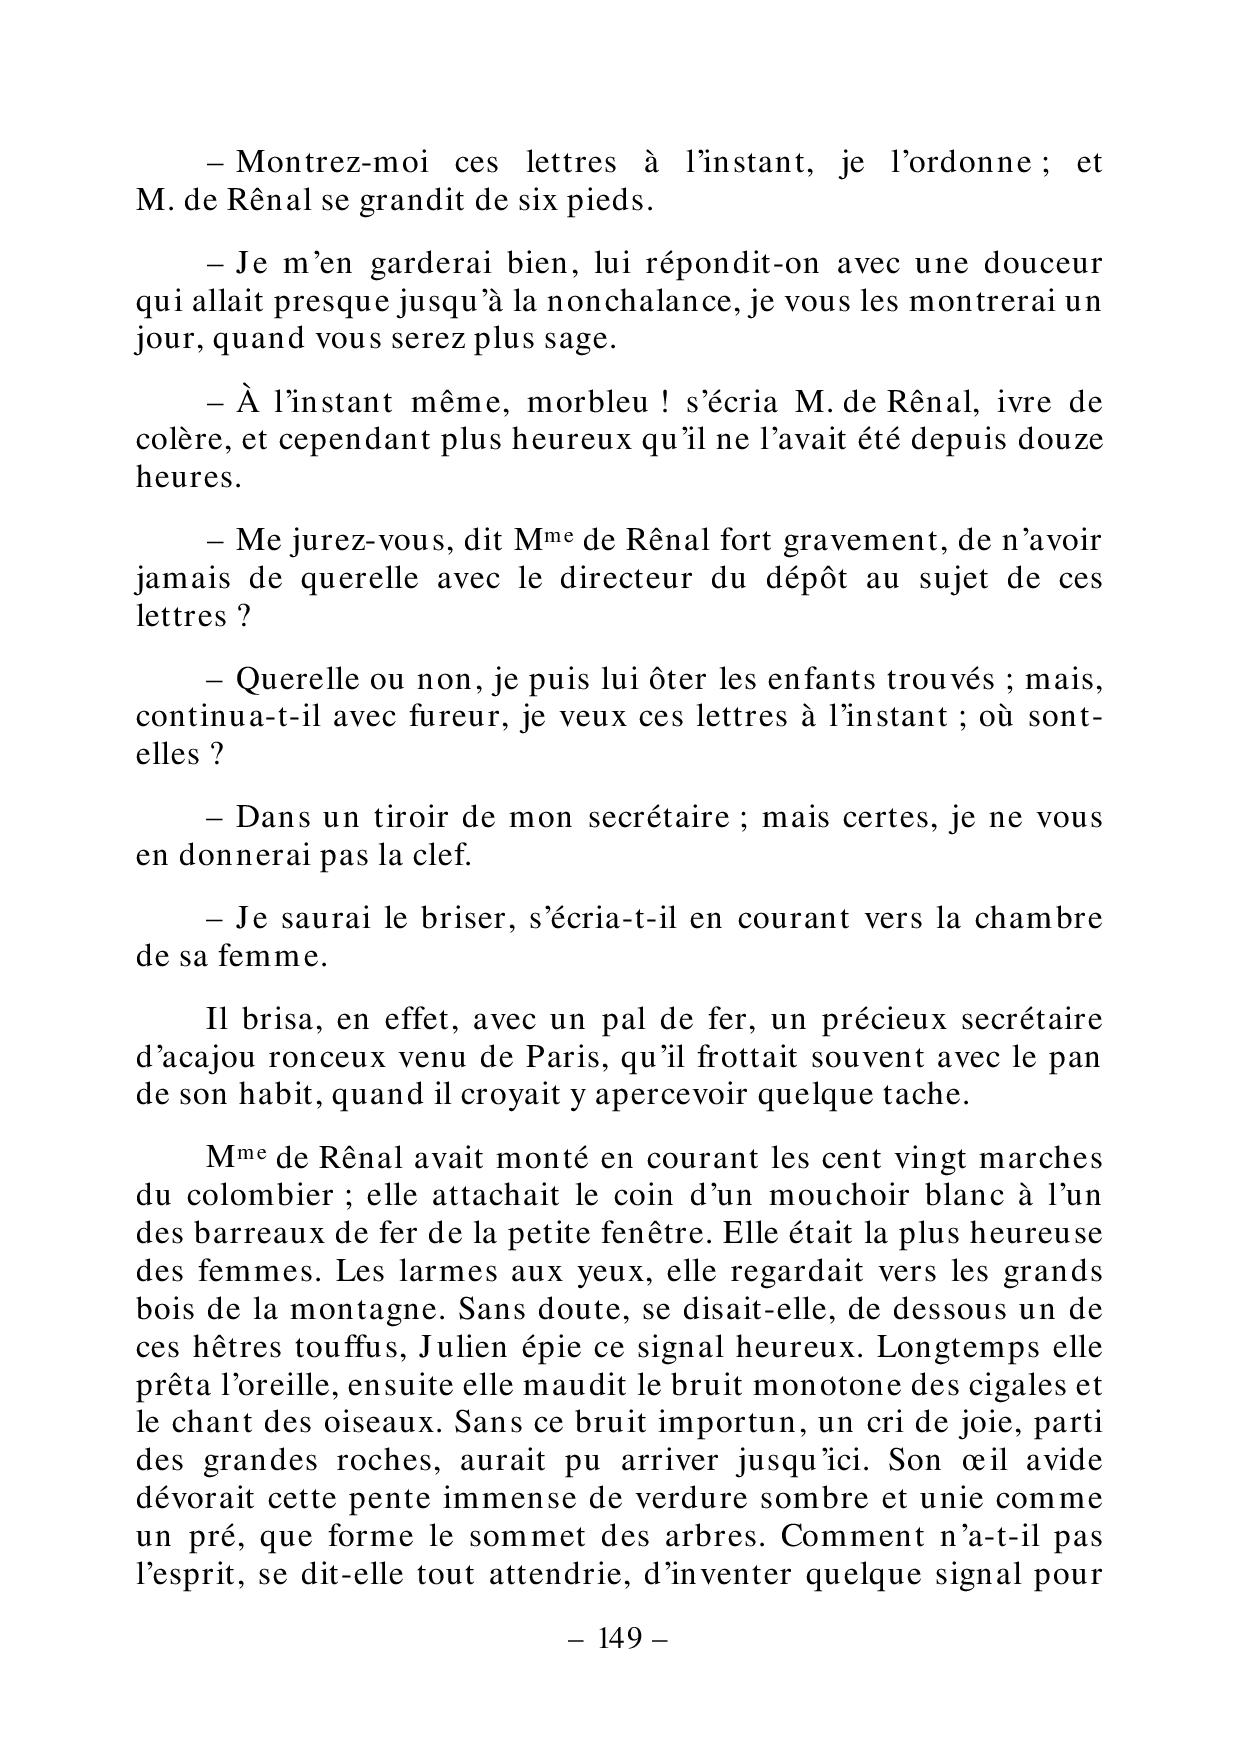 – Montrez-moi ces lettres à l’instant, je l’ordonne ; et
M. de Rênal se grandit de six pieds.
– Je m’en garderai bien, lui répondit-on avec une douceur
qui allait presque jusqu’à la nonchalance, je vous les montrerai un
jour, quand vous serez plus sage.
– À l’instant même, morbleu ! s’écria M. de Rênal, ivre de
colère, et cependant plus heureux qu’il ne l’avait été depuis douze
heures.
– Me jurez-vous, dit Mme de Rênal fort gravement, de n’avoir
jamais de querelle avec le directeur du dépôt au sujet de ces
lettres ?
– Querelle ou non, je puis lui ôter les enfants trouvés ; mais,
continua-t-il avec fureur, je veux ces lettres à l’instant ; où sont-
elles ?
– Dans un tiroir de mon secrétaire ; mais certes, je ne vous
en donnerai pas la clef.
– Je saurai le briser, s’écria-t-il en courant vers la chambre
de sa femme.
Il brisa, en effet, avec un pal de fer, un précieux secrétaire
d’acajou ronceux venu de Paris, qu’il frottait souvent avec le pan
de son habit, quand il croyait y apercevoir quelque tache.
Mme de Rênal avait monté en courant les cent vingt marches
du colombier ; elle attachait le coin d’un mouchoir blanc à l’un
des barreaux de fer de la petite fenêtre. Elle était la plus heureuse
des femmes. Les larmes aux yeux, elle regardait vers les grands
bois de la montagne. Sans doute, se disait-elle, de dessous un de
ces hêtres touffus, Julien épie ce signal heureux. Longtemps elle
prêta l’oreille, ensuite elle maudit le bruit monotone des cigales et
le chant des oiseaux. Sans ce bruit importun, un cri de joie, parti
des grandes roches, aurait pu arriver jusqu’ici. Son œil avide
dévorait cette pente immense de verdure sombre et unie comme
un pré, que forme le sommet des arbres. Comment n’a-t-il pas
l’esprit, se dit-elle tout attendrie, d’inventer quelque signal pour
– 149 –